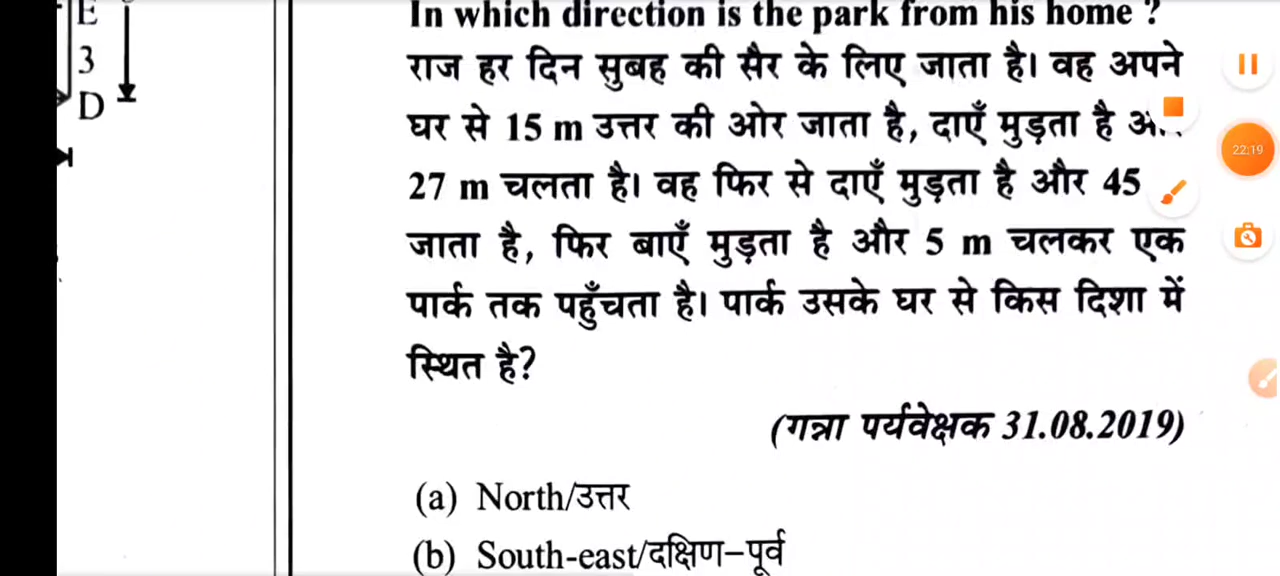 E
3
D
In which direction is the park from his home ?
राज हर दिन सुबह की सैर के लिए जाता है। वह अपने
घर से 15 m उत्तर की ओर जाता है, दाएँ मुड़ता है
27 m चलता है। वह फिर से दाएँ मुड़ता है और 45
जाता है, फिर बाएँ मुड़ता है और 5 m चलकर एक
पार्क तक पहुँचता है। पार्क उसके घर से किस दिशा में
स्थित है?
(गन्ना पर्यवेक्षक 31.08.2019)
(a) North/उत्तर
(b) South-east/दक्षिण–पूर्व
22:19